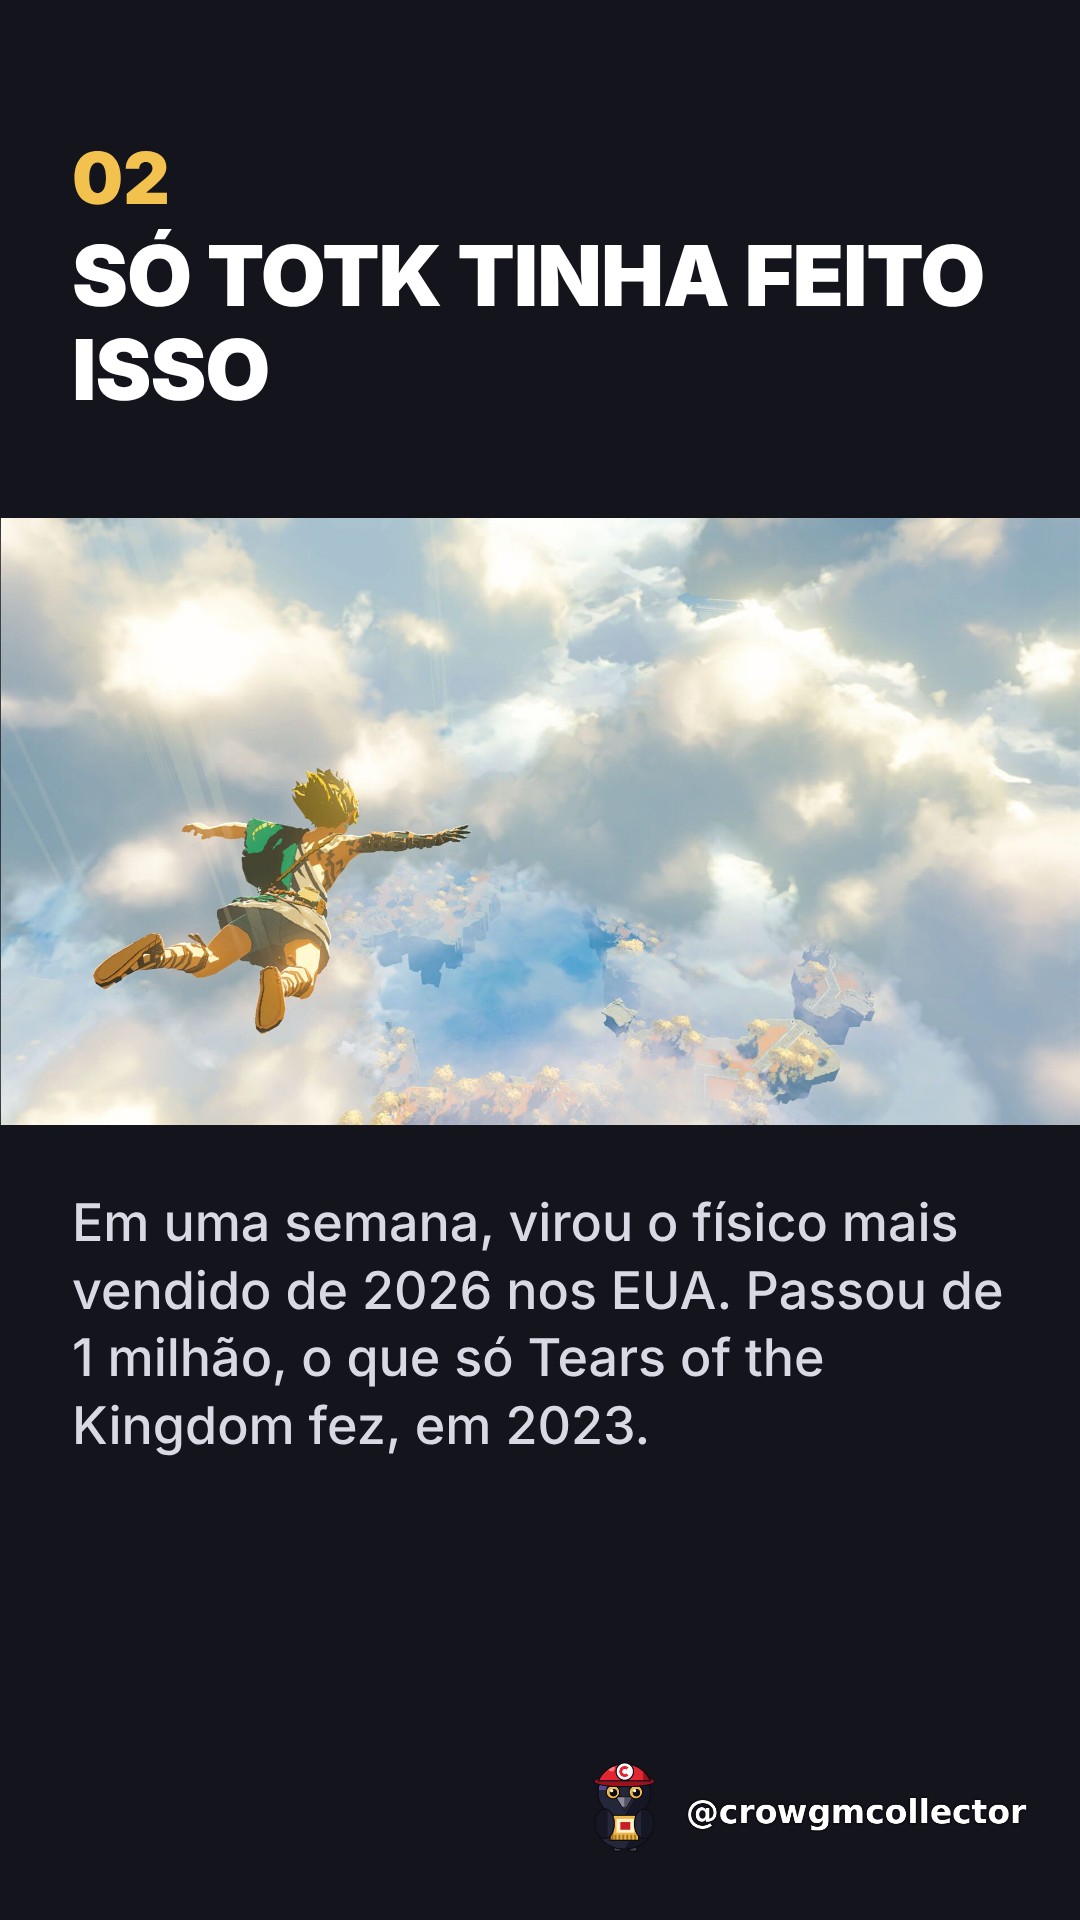 02
SÓ TOTK TINHA FEITO
ISSO
Em uma semana, virou o físico mais
vendido de 2026 nos EUA. Passou de
1 milhão, o que só Tears of the
Kingdom fez, em 2023.
C
@crowgmcollector